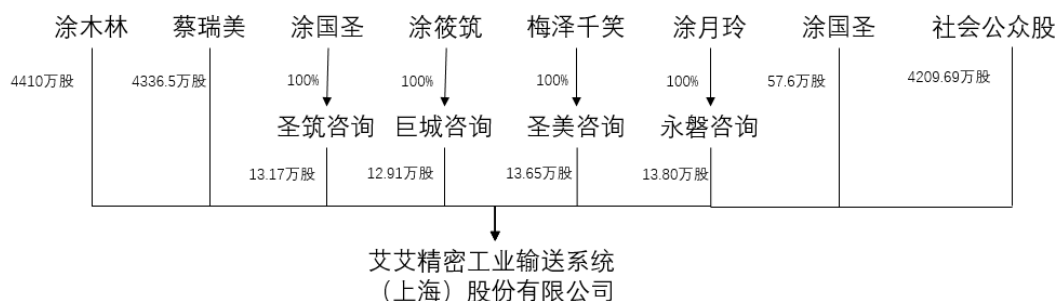 涂木林 蔡瑞美 涂国圣 涂筱筑 梅泽千笑 涂月玲 涂国圣 社会公众股
4410万股 4336.5万股 100% 100% 100% 100% 57.6万股 4209.69万股
圣筑咨询 巨城咨询 圣美咨询 永磐咨询
13.17万股 12.91万股 13.65万股 13.80万股
艾艾精密工业输送系统
（上海）股份有限公司